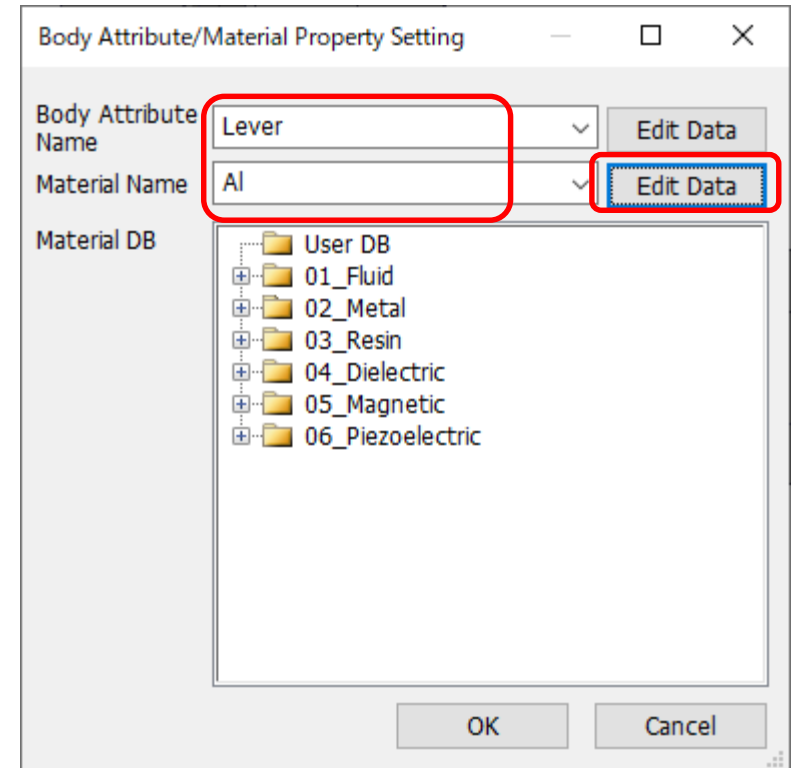 Body Attribute/Material Property Setting
Body Attribute Name
Lever
Edit Data
Material Name
Al
Edit Data
Material DB
User DB
01_Fluid
02_Metal
03_Resin
04_Dielectric
05_Magnetic
06_Piezoelectric
OK
Cancel